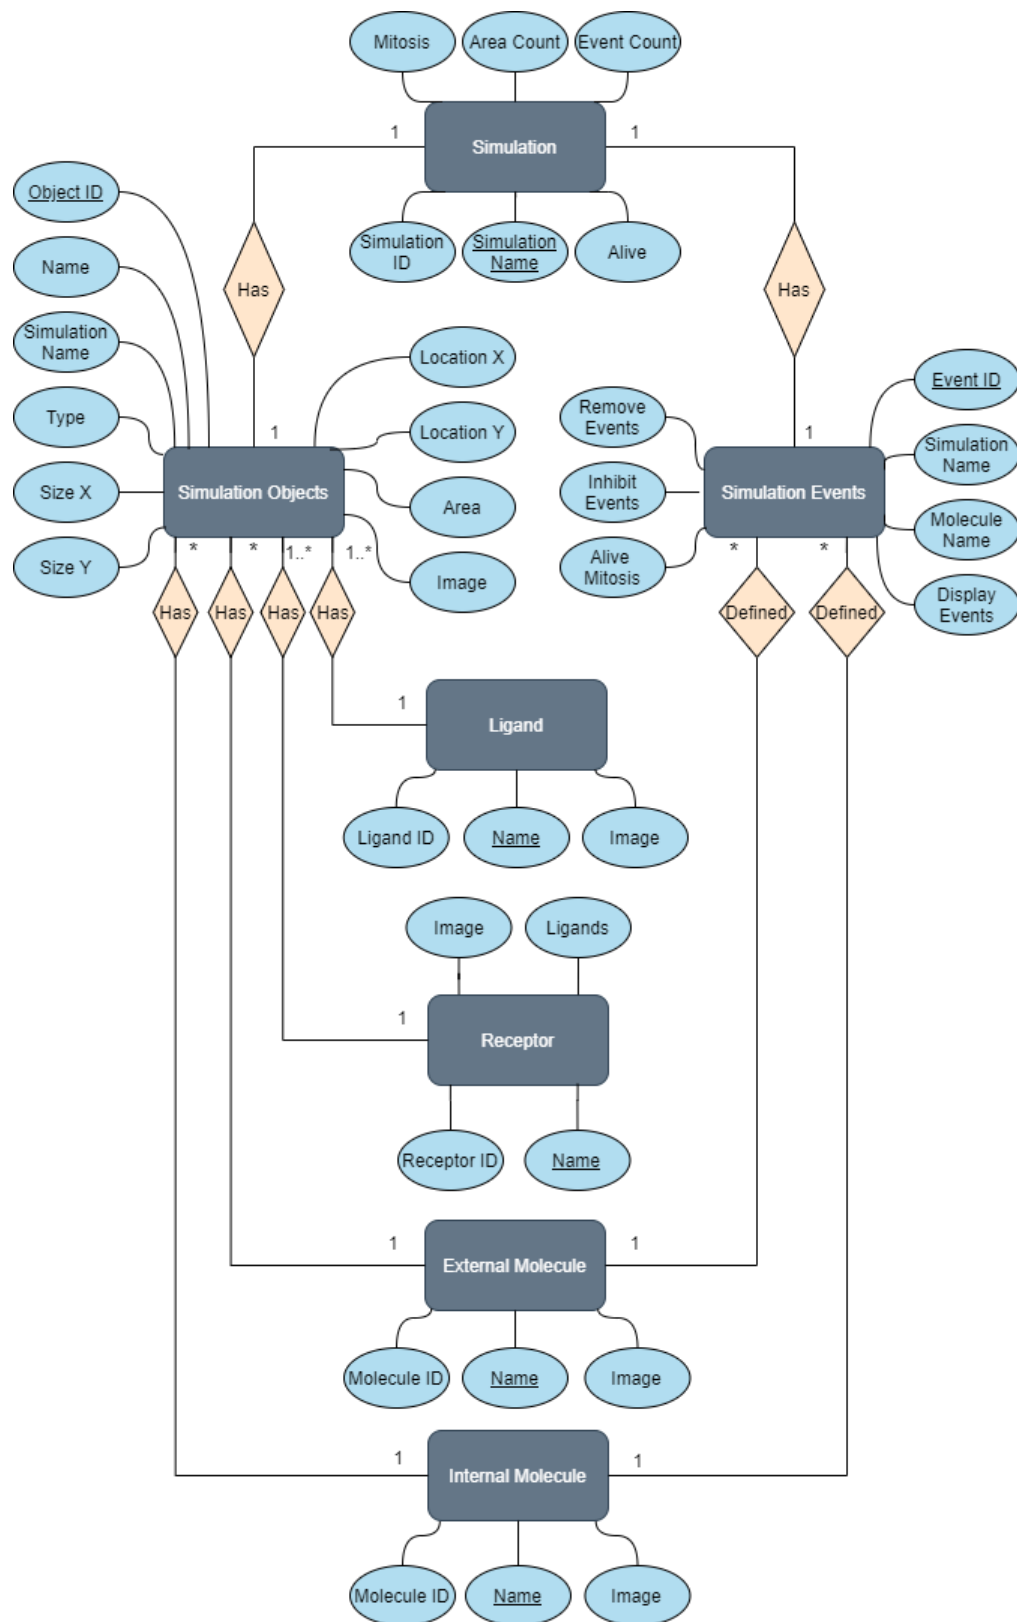 Mitosis
Area Count
Event Count
1
Simulation
1
Object ID
Simulation
ID
Simulation
Name
Alive
Name
Has
Has
Simulation
Name
Location X
Event ID
Type
Remove
Events
Location Y
1
1
Simulation
Name
Size X
Simulation Objects
Inhibit
Events
Simulation Events
Area
Molecule
Name
Size Y
*
*
1..*
1..*
Image
Alive
Mitosis
*
*
Display
Events
Has
Has
Has
Has
Defined
Defined
1
Ligand
Ligand ID
Name
Image
Image
Ligands
1
Receptor
Receptor ID
Name
1
External Molecule
1
Molecule ID
Name
Image
1
Internal Molecule
1
Molecule ID
Name
Image